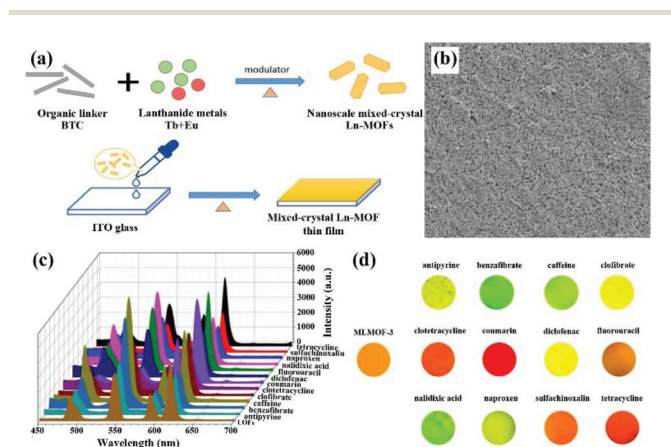 (a)
modulator
Organic linker
BTC
Lanthanide metals
Tb+Eu
Nanoscale mixed-crystal
Ln-MOFs
ITO glass
Mixed-crystal Ln-MOF
thin film
(b)
(c)
6000
5000
4000
3000
2000
1000
0
Intensity (a.u.)
tetracycline
sulfachinoxalin
naproxen
nalidixic acid
fluorouracil
diclofenac
coumarin
clotetracycline
clofibrate
caffeine
benzafibrate
antipyrine
LOFs
450 500 550 600 650 700
Wavelength (nm)
(d)
antipyrine benzafibrate caffeine clofibrate
MLMOF-3 clotetracycline coumarin diclofenac fluorouracil
nalidixic acid naproxen sulfachinoxalin tetracycline